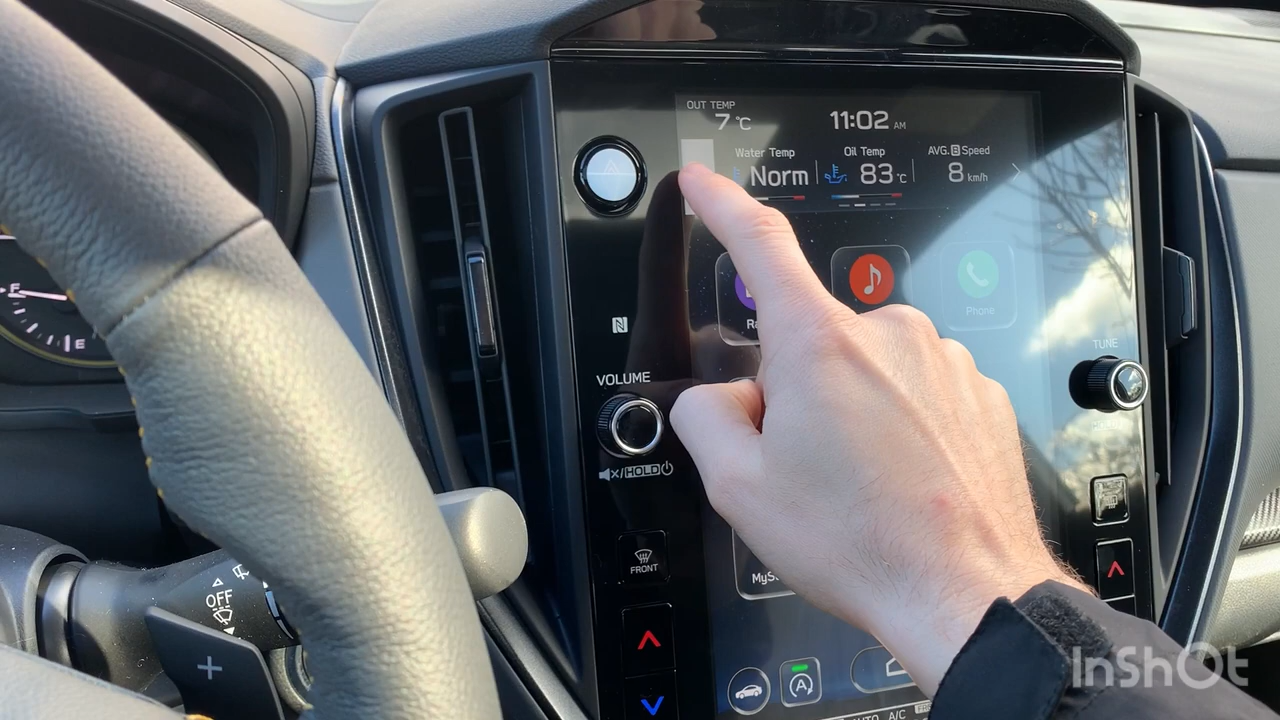 OUT TEMP
7 °C
11:02 AM
Water Temp
Norm
Oil Temp
83 °C
AVG. B Speed
8 km/h
Phone
TUNE
VOLUME
HOLD
FRONT
F
E
OFF
+
A
AUTO A/C
InShOt